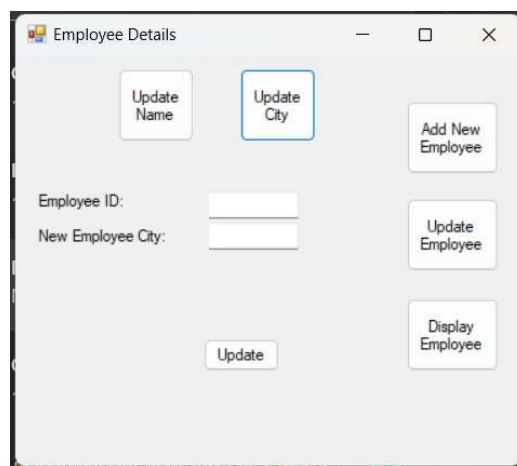 Employee Details
Update
Name
Update
City
Add New
Employee
Employee ID:
New Employee City:
Update
Employee
Display
Employee
Update